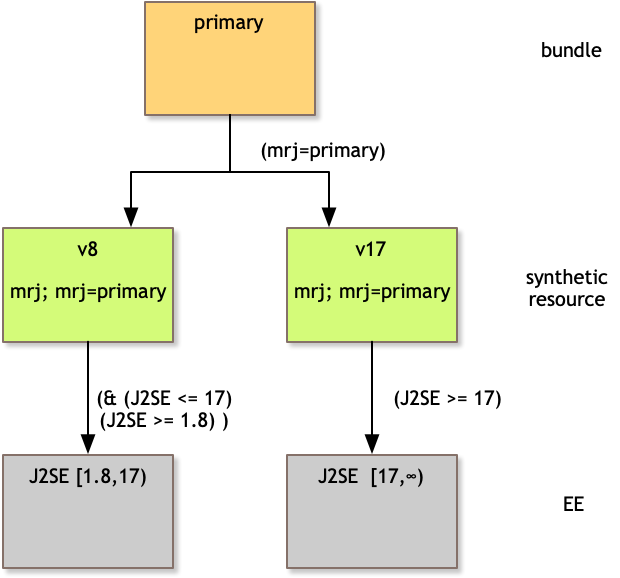 primary
bundle
(mrj=primary)
v8
mrj; mrj=primary
v17
mrj; mrj=primary
synthetic
resource
(& (J2SE <= 17)
(J2SE >= 1.8) )
(J2SE >= 17)
J2SE [1.8,17)
J2SE  [17,∞)
EE